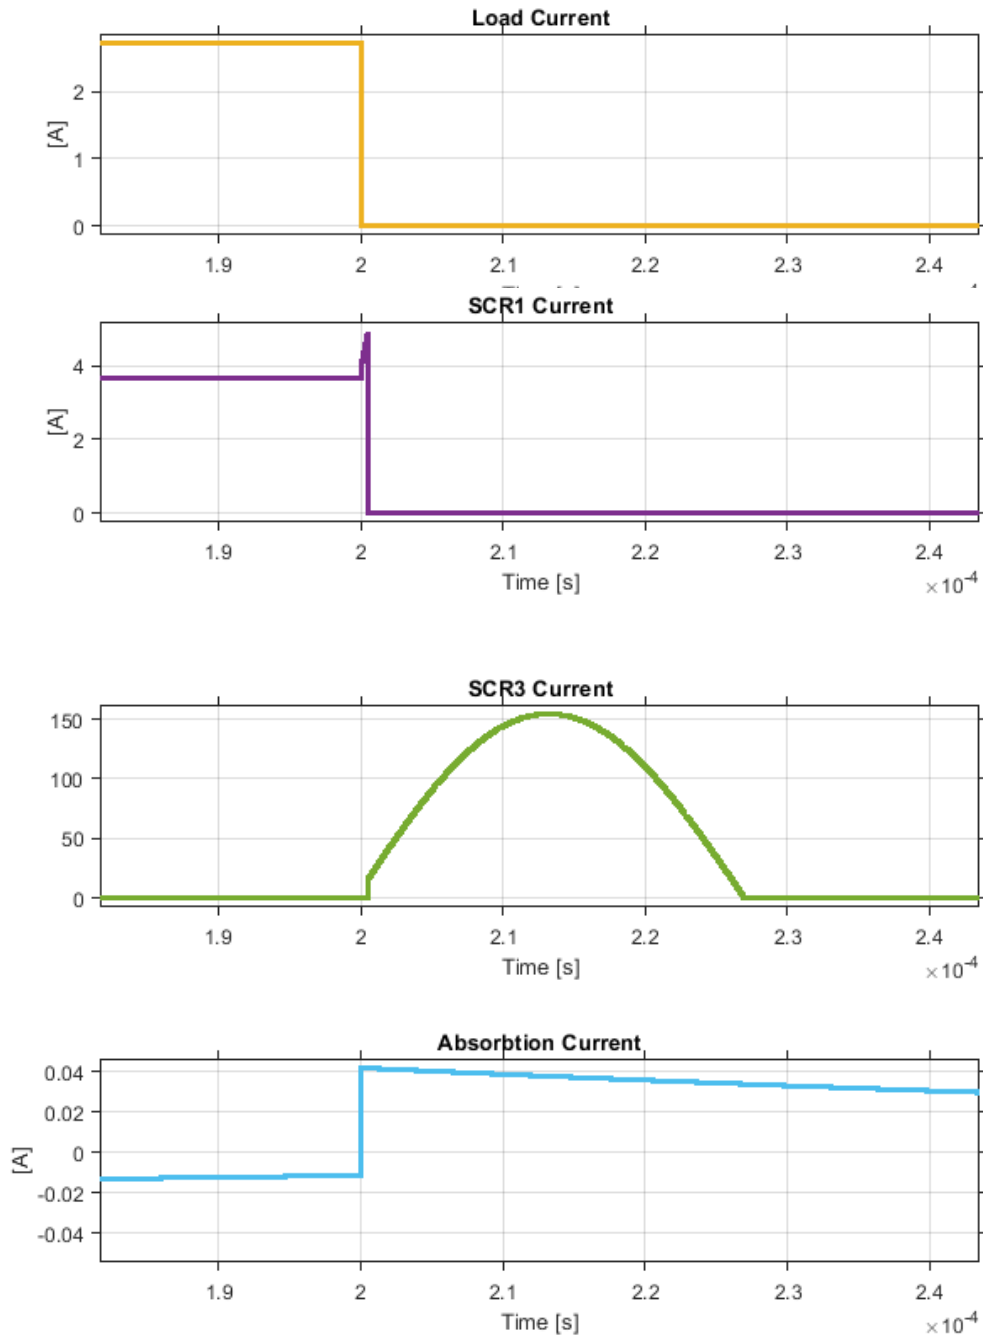 Load Current
2
1
0
[A]
1.9 2 2.1 2.2 2.3 2.4
SCR1 Current
4
2
0
[A]
1.9 2 2.1 2.2 2.3 2.4
Time [s]
×10-4
SCR3 Current
150
100
50
0
1.9 2 2.1 2.2 2.3 2.4
Time [s]
×10-4
Absorbtion Current
0.04
0.02
0
-0.02
-0.04
[A]
1.9 2 2.1 2.2 2.3 2.4
Time [s]
×10-4